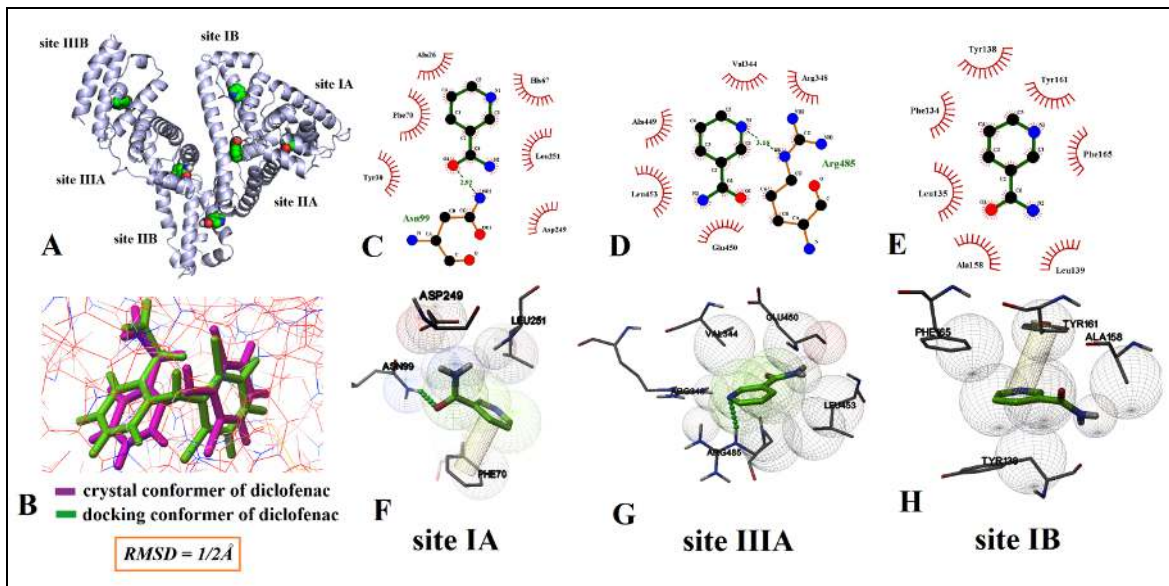 site IIIB
site IB
site IA
site IIIA
site IIA
site IIB
A
Ala26
His67
Phe70
Leu251
Tyr30
2.92
Asn99
Asp249
C
Val344
Arg348
Ala449
Arg485
Leu453
Glu450
D
Tyr138
Tyr161
Phe134
Phe165
Leu135
Ala158
Leu139
E
B
crystal conformer of diclofenac
docking conformer of diclofenac
RMSD = 1/2Å
ASP249
LEU251
ASN99
PHE70
F
site IA
GLU450
VAL344
ARG348
LEU453
ARG485
G
site IIIA
PHE165
TYR161
ALA158
H
site IB